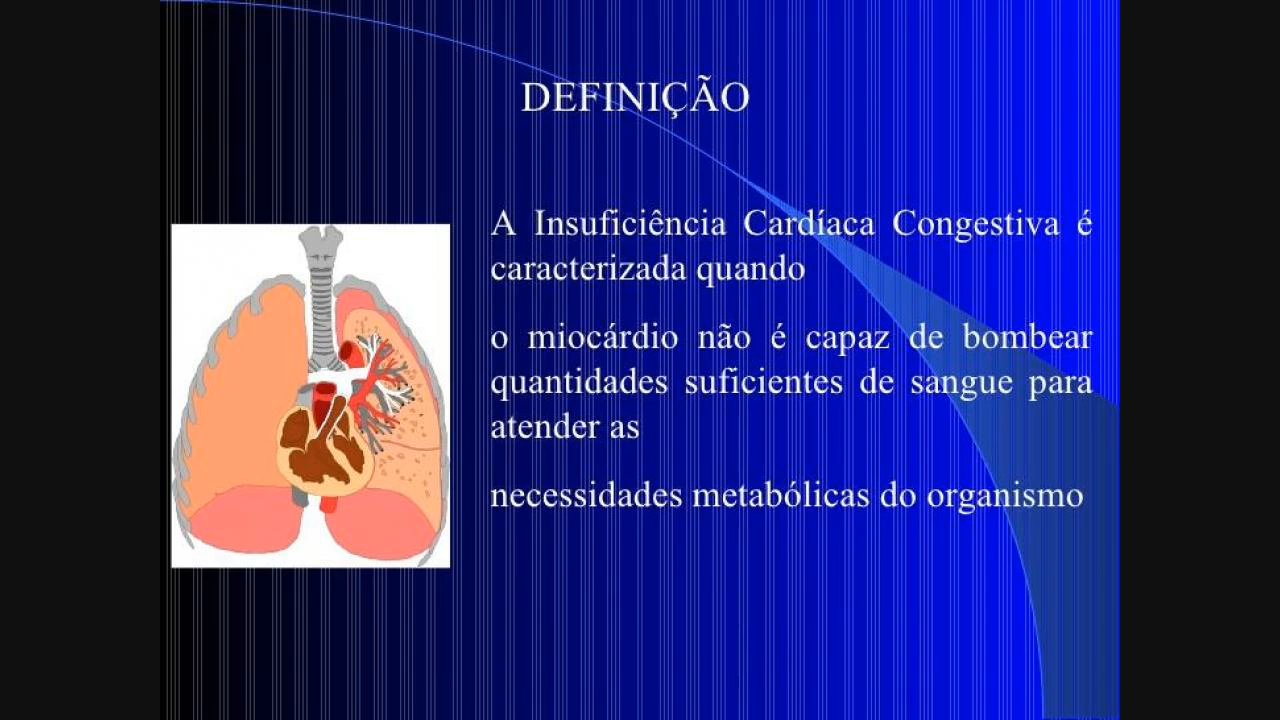 DEFINIÇÃO
A Insuficiência Cardíaca Congestiva é
caracterizada quando
o miocárdio não é capaz de bombear
quantidades suficientes de sangue para
atender as
necessidades metabólicas do organismo